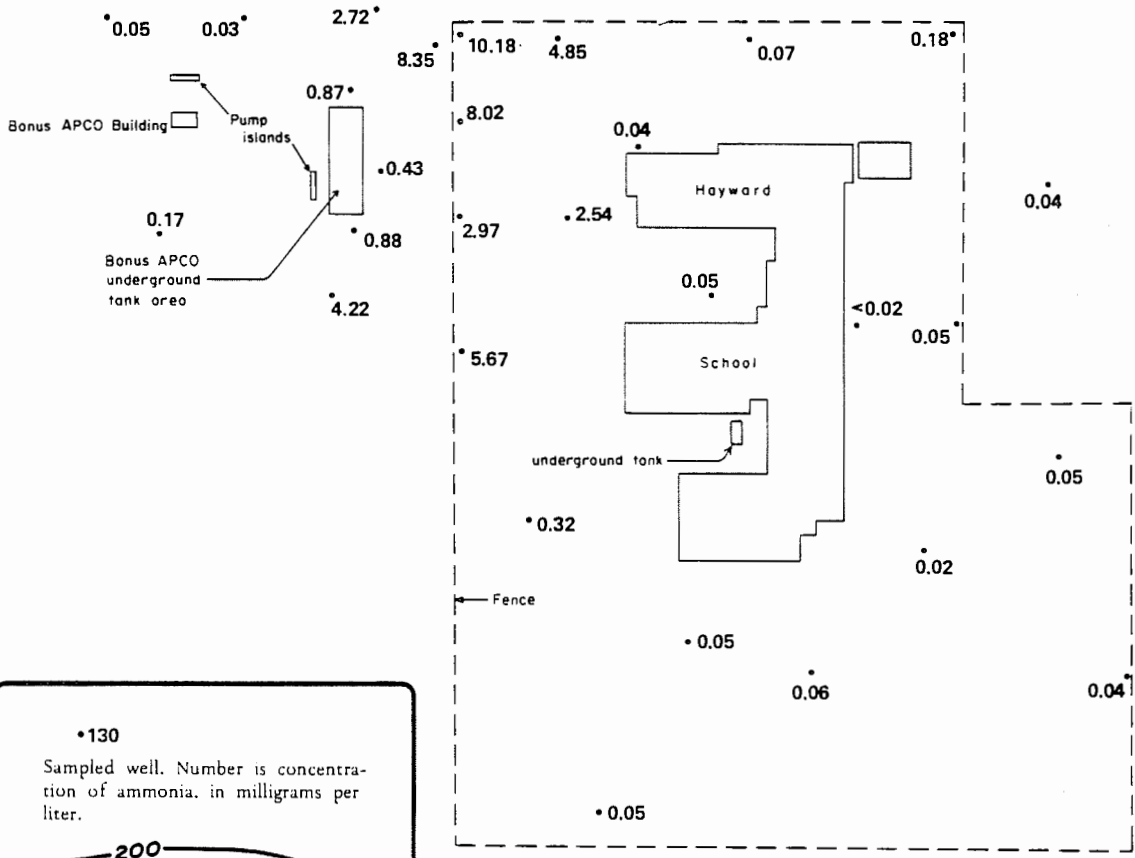 0.05
0.03
2.72
8.35
10.18
4.85
0.07
0.18
0.87
8.02
Bonus APCO Building
Pump
islands
0.04
0.43
Hayward
0.04
0.17
2.97
2.54
0.88
Bonus APCO
underground
tank area
4.22
0.05
<0.02
0.05
5.67
School
underground tank
0.05
0.32
0.02
Fence
0.05
0.06
0.04
•130
Sampled well. Number is concentra-
tion of ammonia. in milligrams per
liter.
0.05
200